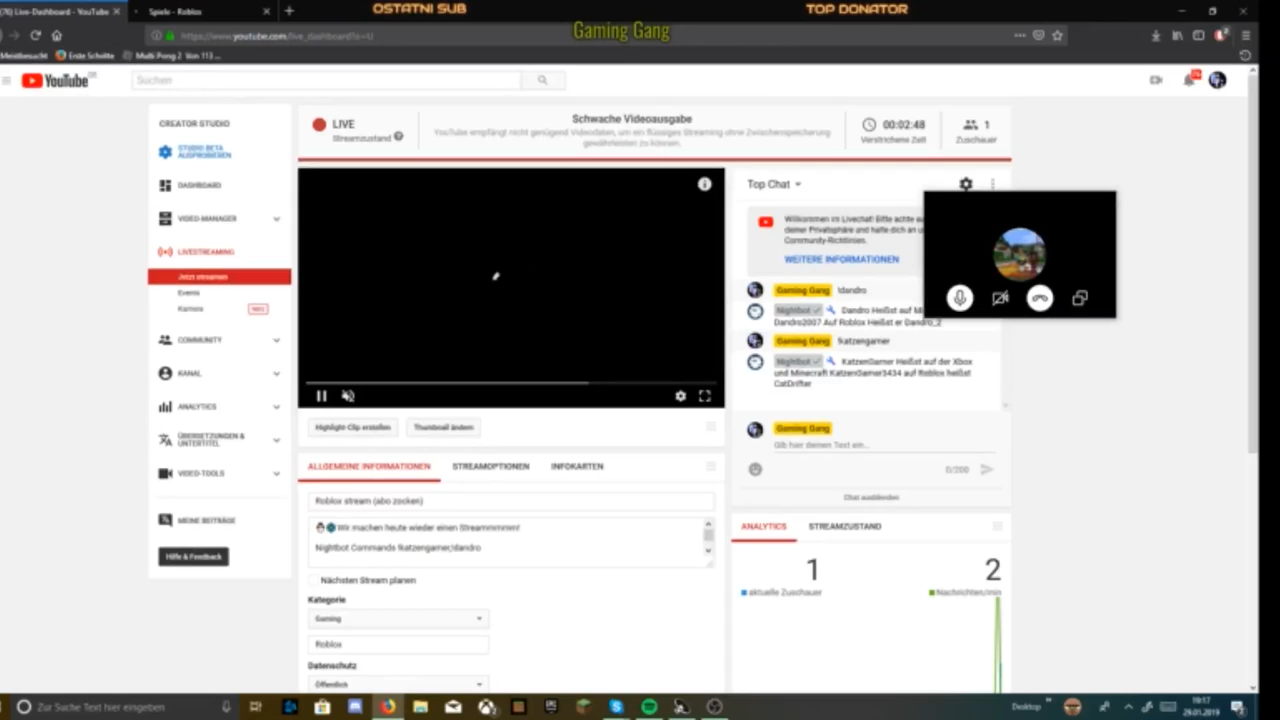 OSTATNI SUB
TOP DONATOR
Gaming Gang
(76) Live-Dashboard - YouTube
Spiele - Roblox
https://www.youtube.com/live_dashboard?o=U
Meistbesucht
Erste Schritte
Multi Pong 2 Von 113 ...
YouTube DE
Suchen
CREATOR STUDIO
STUDIO BETA
AUSPROBIEREN
DASHBOARD
VIDEO-MANAGER
LIVESTREAMING
Jetzt streamen
Events
Kamera
NEU
COMMUNITY
KANAL
ANALYTICS
ÜBERSETZUNGEN &
UNTERTITEL
VIDEO-TOOLS
MEINE BEITRÄGE
Hilfe & Feedback
LIVE
Streamzustand
Schwache Videoausgabe
YouTube empfängt nicht genügend Videodaten, um ein flüssiges Streaming ohne Zwischenspeicherung
gewährleisten zu können.
00:02:48
Verstrichene Zeit
1
Zuschauer
Highlight-Clip erstellen
Thumbnail ändern
ALLGEMEINE INFORMATIONEN
STREAMOPTIONEN
INFOKARTEN
Roblox stream (abo zocken)
Wir machen heute wieder einen Streammmmm!
Nightbot Commands !katzengamer,!dandro
Nächsten Stream planen
Kategorie
Gaming
Roblox
Datenschutz
Öffentlich
Top Chat
Willkommen im Livechat! Bitte achte
deiner Privatsphäre und halte dich an
Community-Richtlinien.
WEITERE INFORMATIONEN
Gaming Gang !dandro
Nightbot Dandro Heißst auf
Dandro2007 Auf Roblox Heißst er Dandro_2
Gaming Gang !katzengamer
Nightbot KatzenGamer Heißst auf der Xbox
und Minecraft KatzenGamer3434 auf Roblox heißst
CatDrifter
Gaming Gang
Gib hier deinen Text ein...
0/200
Chat ausblenden
ANALYTICS
STREAMZUSTAND
1
aktuelle Zuschauer
2
Nachrichten/min
Zur Suche Text hier eingeben
Desktop
19:17
29.01.2019